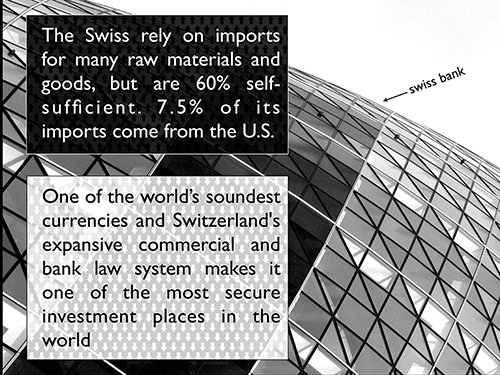 The Swiss rely on imports
for many raw materials and
goods, but are 60% self-
sufficient. 7.5% of its
imports come from the U.S.
swiss bank
One of the world’s soundest
currencies and Switzerland's
expansive commercial and
bank law system makes it
one of the most secure
investment places in the
world